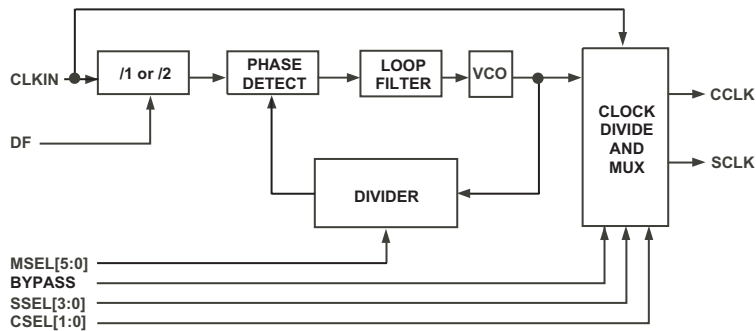 CLKIN
/1 or /2
PHASE
DETECT
LOOP
FILTER
VCO
CLOCK
DIVIDE
AND
MUX
CCLK
SCLK
DF
DIVIDER
MSEL[5:0]
BYPASS
SSEL[3:0]
CSEL[1:0]